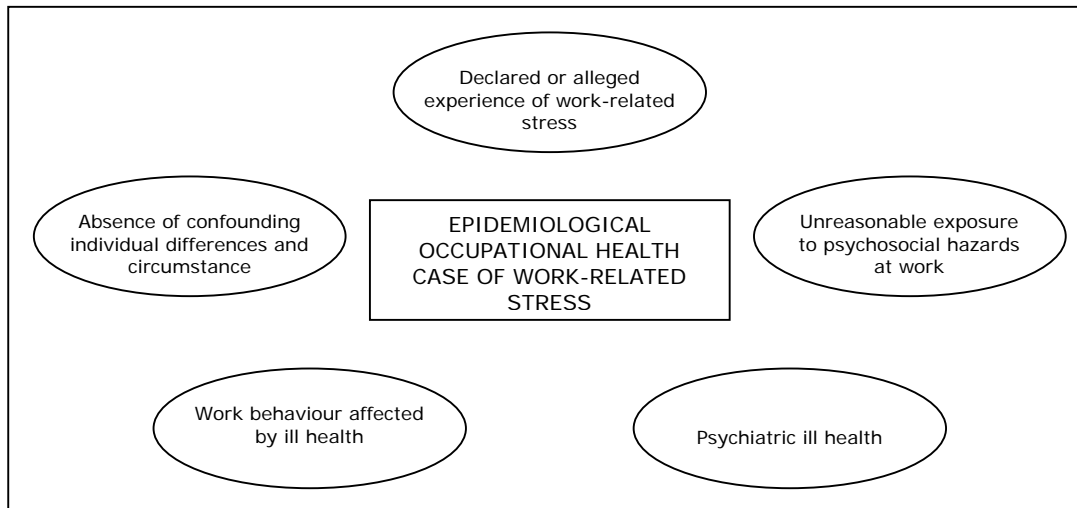 Declared or alleged
experience of work-related
stress
Absence of confounding
individual differences and
circumstance
EPIDEMIOLOGICAL
OCCUPATIONAL HEALTH
CASE OF WORK-RELATED
STRESS
Unreasonable exposure
to psychosocial hazards
at work
Work behaviour affected
by ill health
Psychiatric ill health